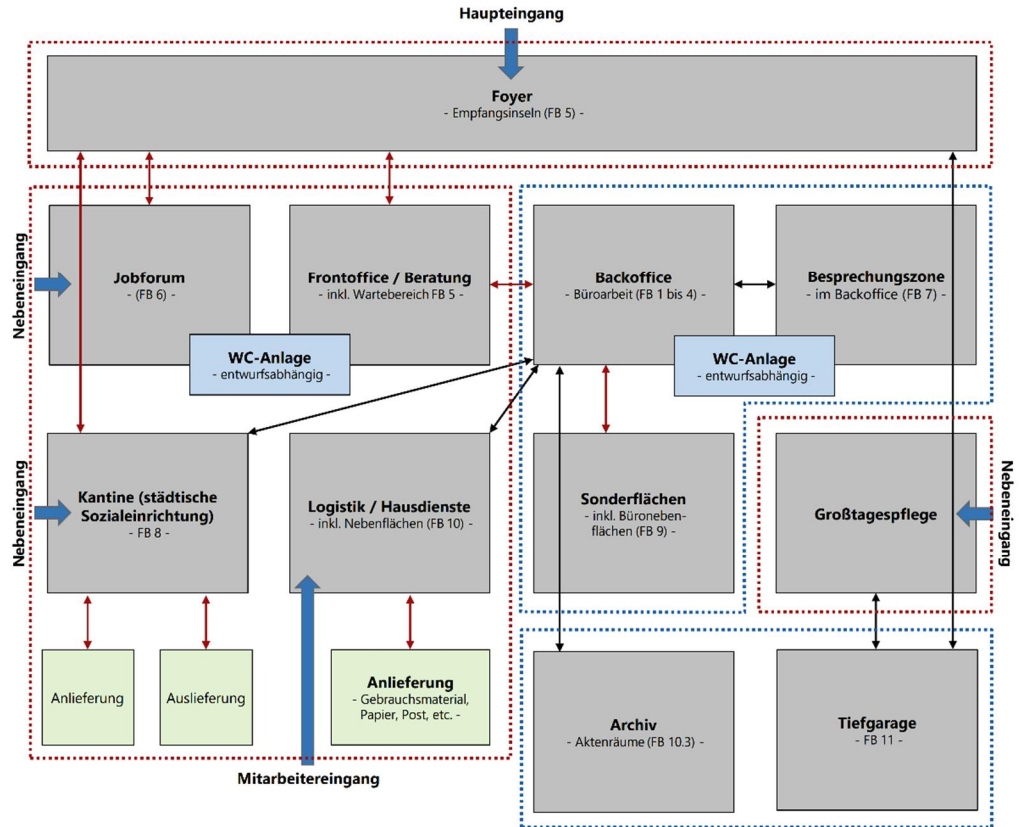 Haupteingang
Foyer
- Empfangsinseln (FB 5) -
Nebeneingang
Jobforum
- (FB 6) -
Frontoffice / Beratung
- inkl. Wartebereich FB 5 -
Backoffice
- Büroarbeit (FB 1 bis 4) -
Besprechungszone
- im Backoffice (FB 7) -
WC-Anlage
- entwurfsabhängig -
WC-Anlage
- entwurfsabhängig -
Nebeneingang
Kantine (städtische
Sozialeinrichtung)
- FB 8 -
Logistik / Hausdienste
- inkl. Nebenflächen (FB 10) -
Sonderflächen
- inkl. Büroneben-
flächen (FB 9) -
Großtagespflege
Nebeneingang
Anlieferung
Auslieferung
Anlieferung
- Gebrauchsmaterial,
Papier, Post, etc. -
Archiv
- Aktenräume (FB 10.3) -
Tiefgarage
- FB 11 -
Mitarbeitereingang